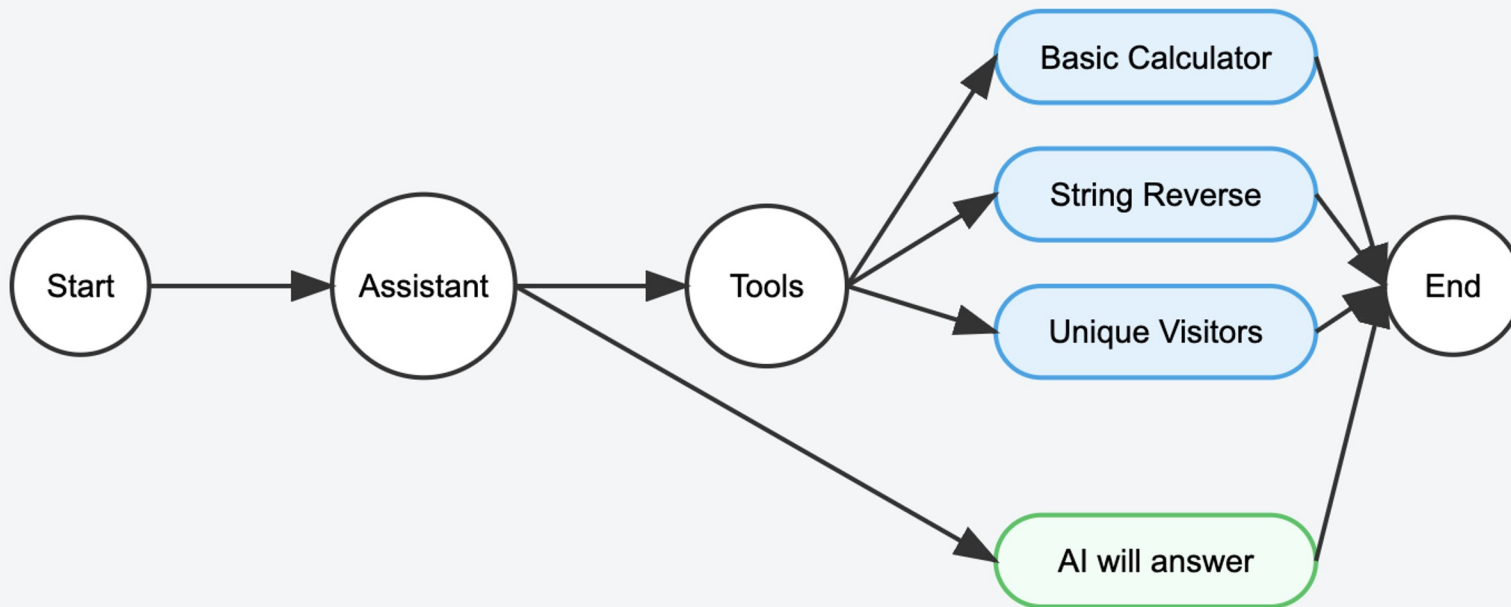 Basic Calculator
String Reverse
Start
Assistant
Tools
End
Unique Visitors
AI will answer